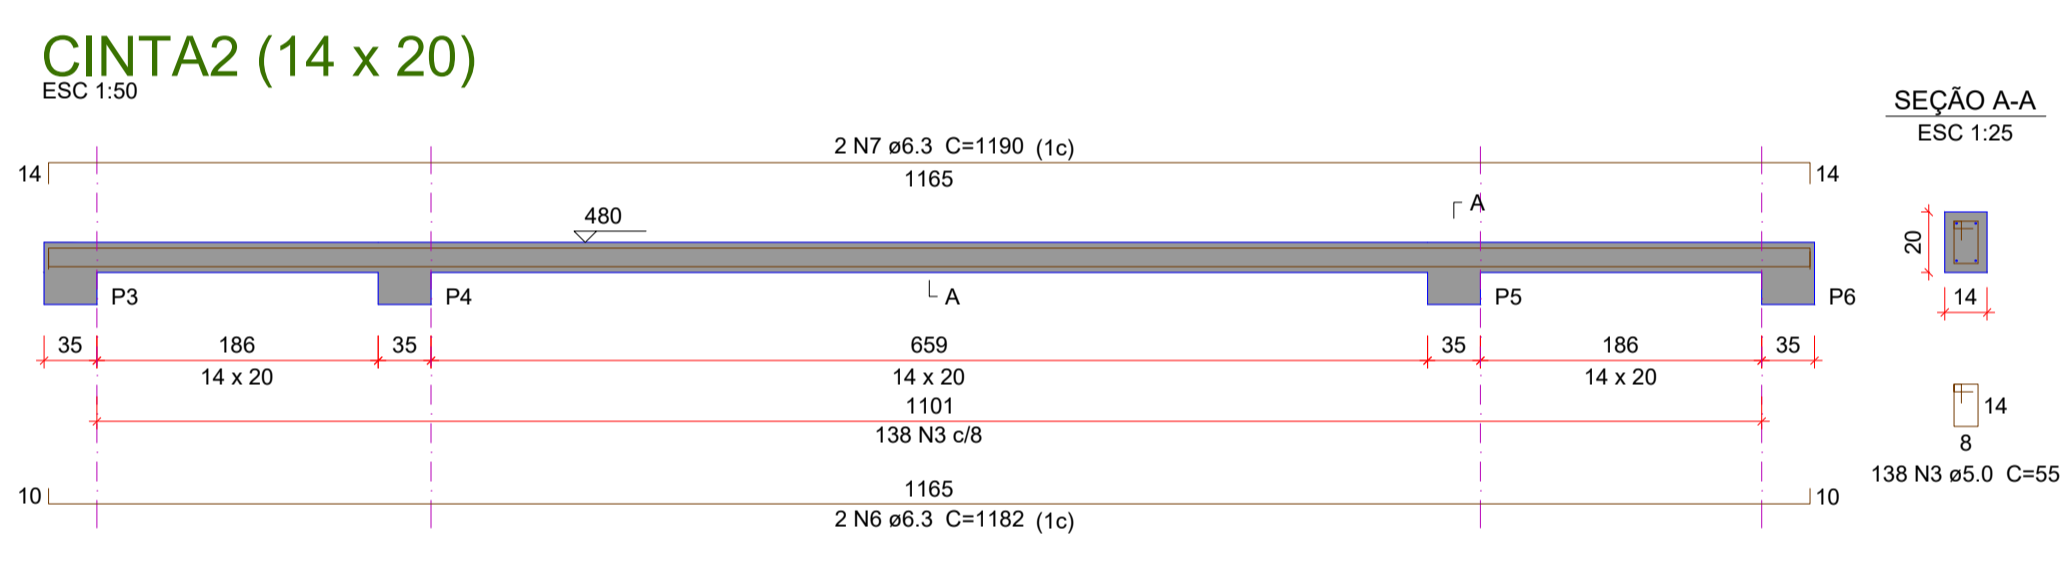 CINTA2 (14 x 20)
ESC 1:50
SEÇÃO A-A
ESC 1:25
2 N7 ø6.3 C=1190 (1c)
14 1165 14
480
A
A
P3 P4 P5 P6
35 186 35 659 35 186 35
14 x 20 14 x 20 14 x 20
1101
138 N3 c/8
10 1165 10
2 N6 ø6.3 C=1182 (1c)
20
14
14
8
138 N3 ø5.0 C=55